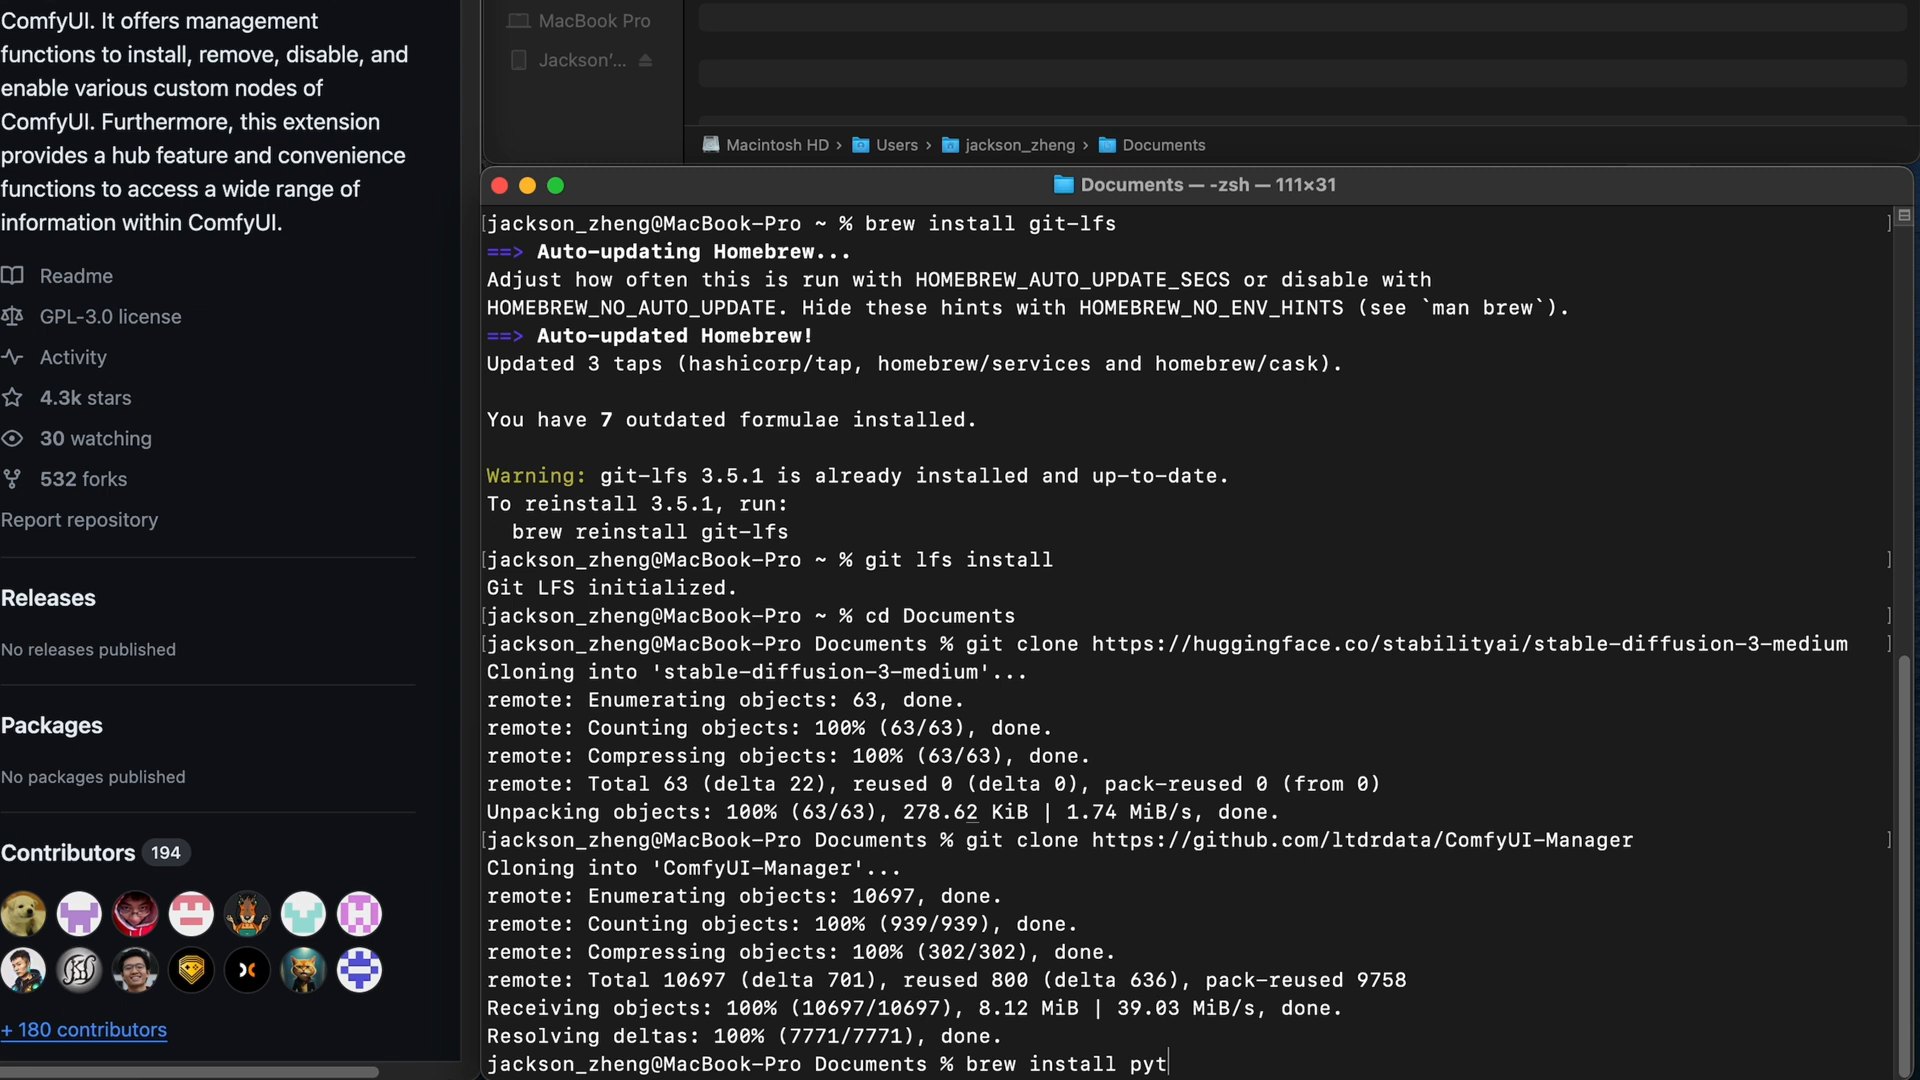 ComfyUI. It offers management
functions to install, remove, disable, and
enable various custom nodes of
ComfyUI. Furthermore, this extension
provides a hub feature and convenience
functions to access a wide range of
information within ComfyUI.
Readme
GPL-3.0 license
Activity
4.3k stars
30 watching
532 forks
Report repository
Releases
No releases published
Packages
No packages published
Contributors 194
+ 180 contributors
MacBook Pro
Jackson'...
Macintosh HD › Users › jackson_zheng › Documents
Documents — -zsh — 111×31
[jackson_zheng@MacBook-Pro ~ % brew install git-lfs ]
==> Auto-updating Homebrew...
Adjust how often this is run with HOMEBREW_AUTO_UPDATE_SECS or disable with
HOMEBREW_NO_AUTO_UPDATE. Hide these hints with HOMEBREW_NO_ENV_HINTS (see `man brew`).
==> Auto-updated Homebrew!
Updated 3 taps (hashicorp/tap, homebrew/services and homebrew/cask).
You have 7 outdated formulae installed.
Warning: git-lfs 3.5.1 is already installed and up-to-date.
To reinstall 3.5.1, run:
  brew reinstall git-lfs
[jackson_zheng@MacBook-Pro ~ % git lfs install ]
Git LFS initialized.
[jackson_zheng@MacBook-Pro ~ % cd Documents ]
[jackson_zheng@MacBook-Pro Documents % git clone https://huggingface.co/stabilityai/stable-diffusion-3-medium ]
Cloning into 'stable-diffusion-3-medium'...
remote: Enumerating objects: 63, done.
remote: Counting objects: 100% (63/63), done.
remote: Compressing objects: 100% (63/63), done.
remote: Total 63 (delta 22), reused 0 (delta 0), pack-reused 0 (from 0)
Unpacking objects: 100% (63/63), 278.62 KiB | 1.74 MiB/s, done.
[jackson_zheng@MacBook-Pro Documents % git clone https://github.com/ltdrdata/ComfyUI-Manager ]
Cloning into 'ComfyUI-Manager'...
remote: Enumerating objects: 10697, done.
remote: Counting objects: 100% (939/939), done.
remote: Compressing objects: 100% (302/302), done.
remote: Total 10697 (delta 701), reused 800 (delta 636), pack-reused 9758
Receiving objects: 100% (10697/10697), 8.12 MiB | 39.03 MiB/s, done.
Resolving deltas: 100% (7771/7771), done.
jackson_zheng@MacBook-Pro Documents % brew install pyt